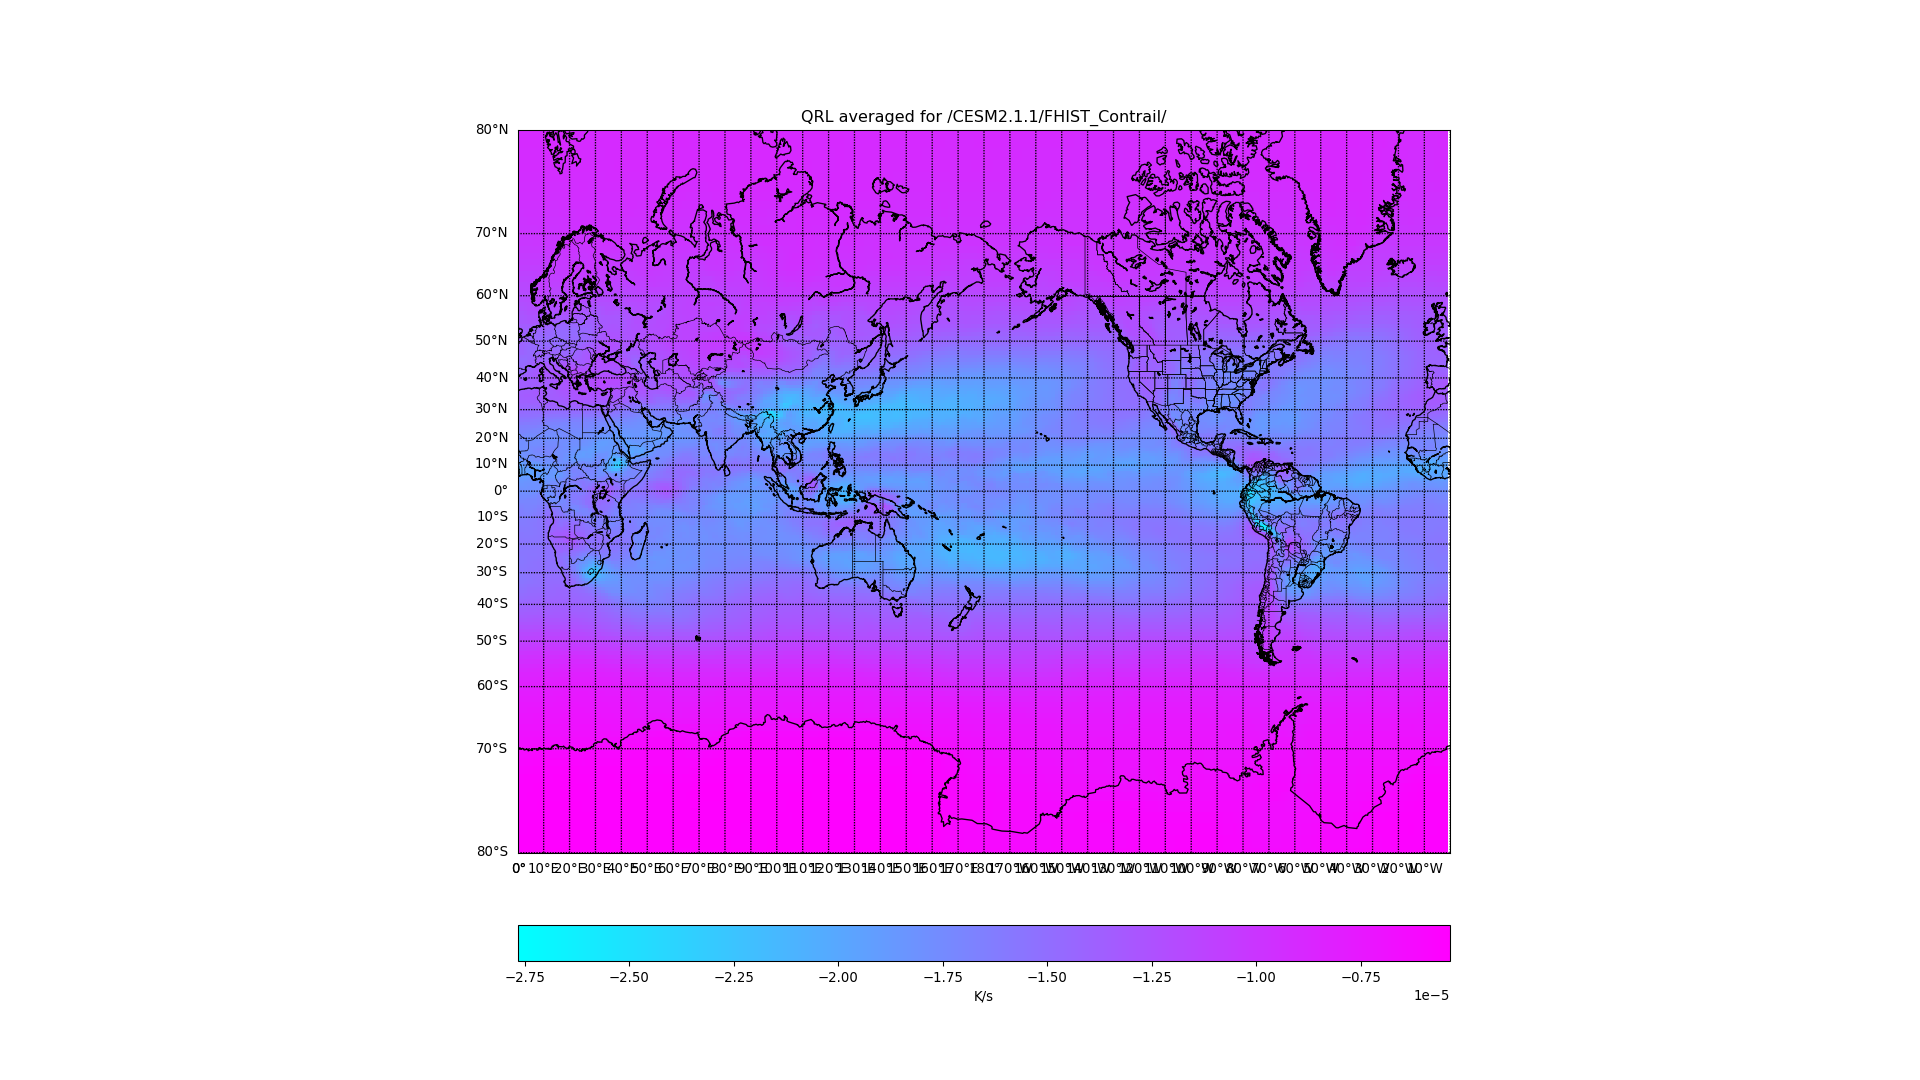 QRL averaged for /CESM2.1.1/FHIST_Contrail/
80°N
70°N
60°N
50°N
40°N
30°N
20°N
10°N
0°
10°S
20°S
30°S
40°S
50°S
60°S
70°S
80°S
0° 10°E 20°E 30°E 40°E 50°E 60°E 70°E 80°E 90°E 100°E 110°E 120°E 130°E 140°E 150°E 160°E 170°E 180° 170°W 160°W 150°W 140°W 130°W 120°W 110°W 100°W 90°W 80°W 70°W 60°W 50°W 40°W 30°W 20°W 10°W
−2.75 −2.50 −2.25 −2.00 −1.75 −1.50 −1.25 −1.00 −0.75
K/s
1e−5